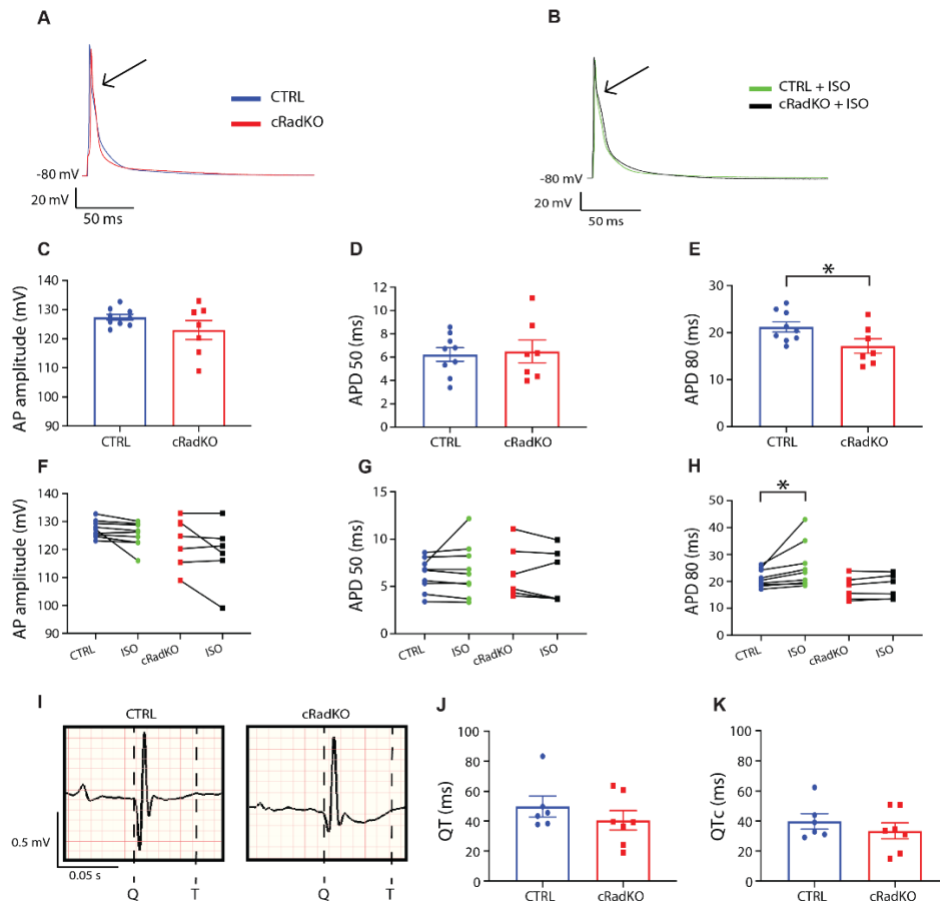 A
CTRL
cRadKO
-80 mV
20 mV
50 ms
B
CTRL + ISO
cRadKO + ISO
-80 mV
20 mV
50 ms
C
AP amplitude (mV)
140
130
120
110
100
90
CTRL
cRadKO
D
APD 50 (ms)
12
10
8
6
4
2
0
CTRL
cRadKO
E
APD 80 (ms)
30
20
10
0
*
CTRL
cRadKO
F
AP amplitude (mV)
140
130
120
110
100
90
CTRL
ISO
cRadKO
ISO
G
APD 50 (ms)
15
10
5
0
CTRL
ISO
cRadKO
ISO
H
APD 80 (ms)
50
40
30
20
10
0
*
CTRL
ISO
cRadKO
ISO
I
CTRL
cRadKO
0.5 mV
0.05 s
Q
T
Q
T
J
QT (ms)
100
80
60
40
20
0
CTRL
cRadKO
K
QTc (ms)
100
80
60
40
20
0
CTRL
cRadKO